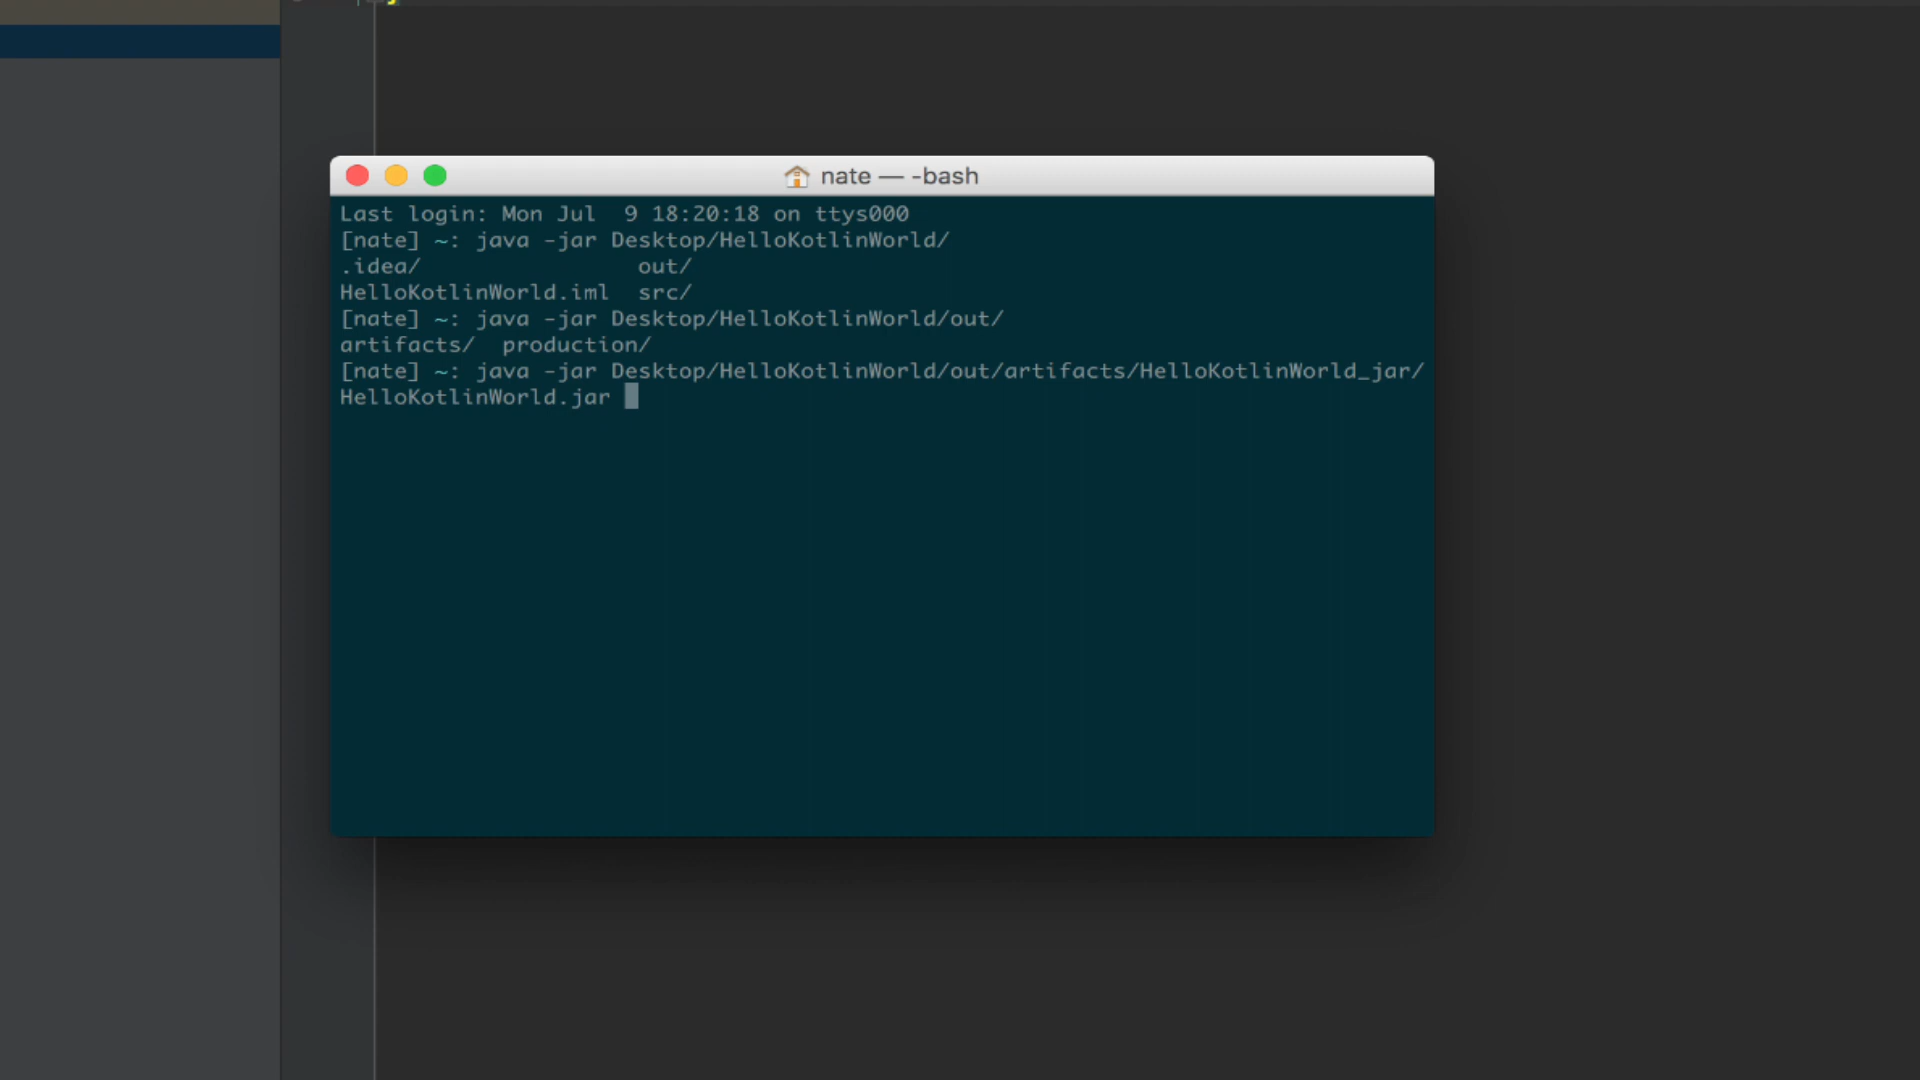 nate — -bash
Last login: Mon Jul  9 18:20:18 on ttys000
[nate] ~: java -jar Desktop/HelloKotlinWorld/
.idea/                out/
HelloKotlinWorld.iml  src/
[nate] ~: java -jar Desktop/HelloKotlinWorld/out/
artifacts/  production/
[nate] ~: java -jar Desktop/HelloKotlinWorld/out/artifacts/HelloKotlinWorld_jar/
HelloKotlinWorld.jar